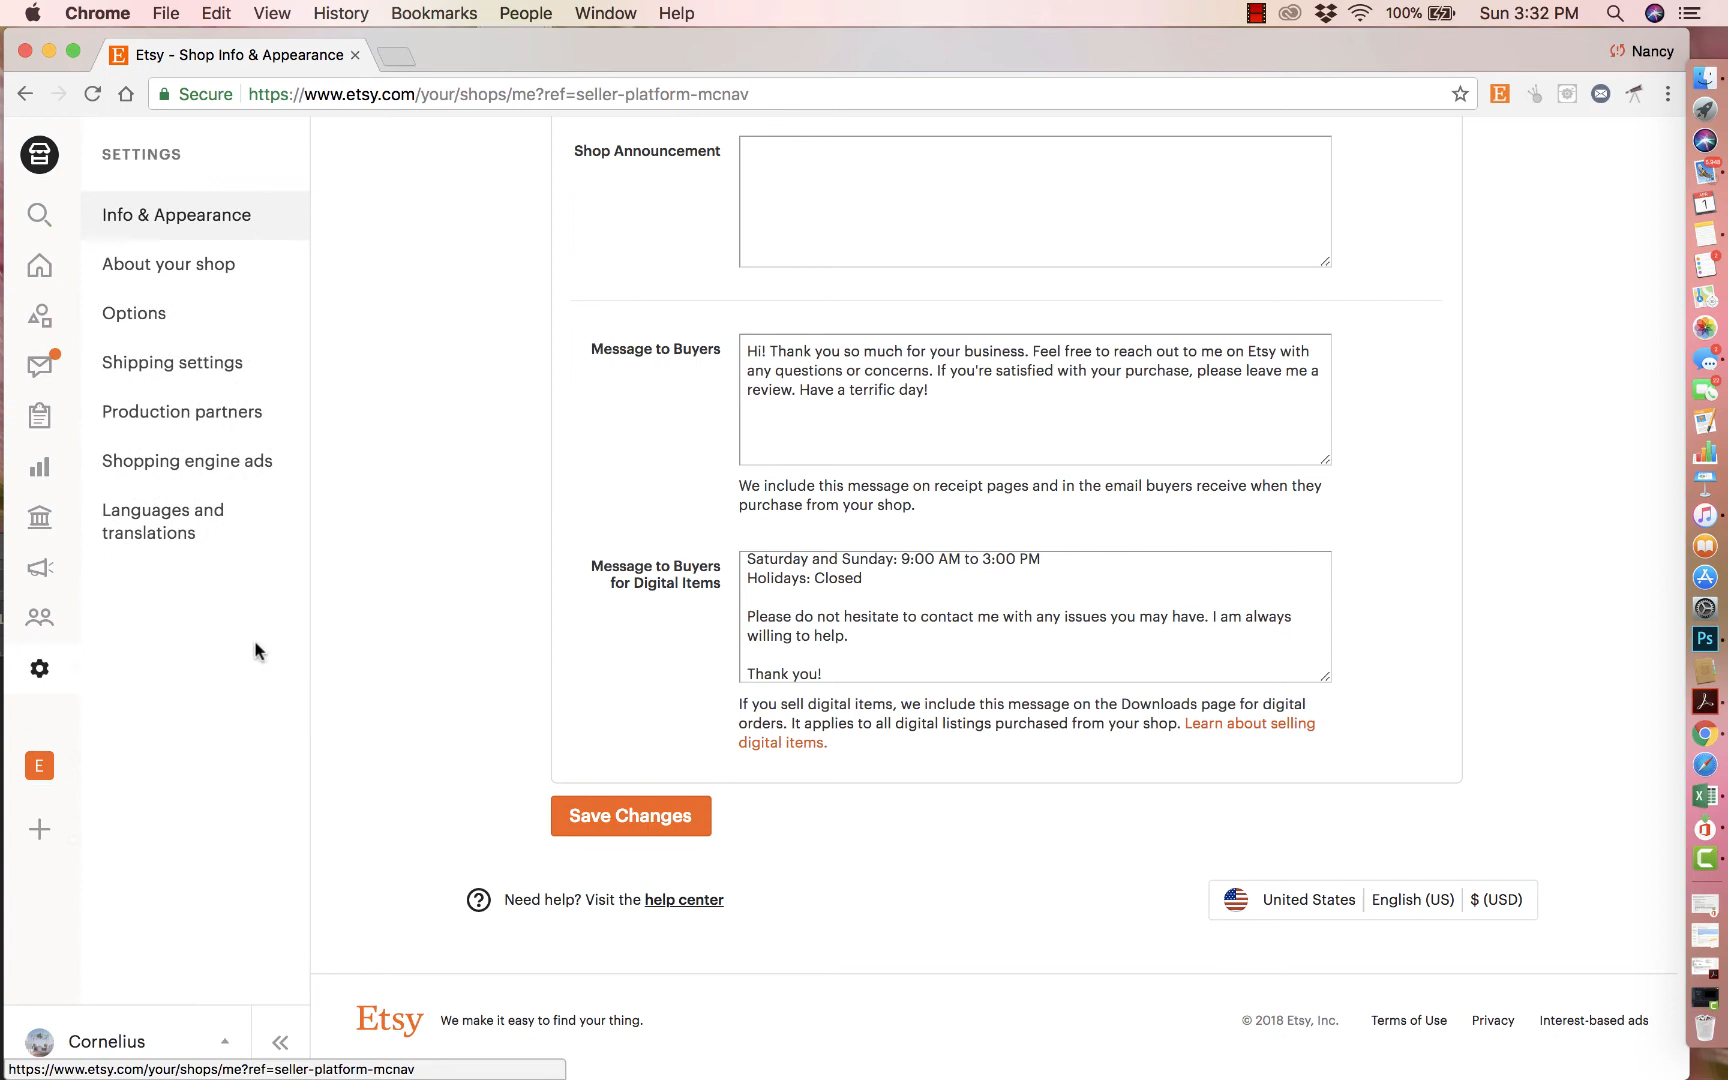 Chrome File Edit View History Bookmarks People Window Help 100% Sun 3:32 PM
Etsy - Shop Info & Appearance
Nancy
Secure https://www.etsy.com/your/shops/me?ref=seller-platform-mcnav
SETTINGS
Info & Appearance
About your shop
Options
Shipping settings
Production partners
Shopping engine ads
Languages and
translations
E
Cornelius
Shop Announcement
Message to Buyers
Hi! Thank you so much for your business. Feel free to reach out to me on Etsy with
any questions or concerns. If you're satisfied with your purchase, please leave me a
review. Have a terrific day!
We include this message on receipt pages and in the email buyers receive when they
purchase from your shop.
Message to Buyers
for Digital Items
Saturday and Sunday: 9:00 AM to 3:00 PM
Holidays: Closed
Please do not hesitate to contact me with any issues you may have. I am always
willing to help.
Thank you!
If you sell digital items, we include this message on the Downloads page for digital
orders. It applies to all digital listings purchased from your shop. Learn about selling
digital items.
Save Changes
Need help? Visit the help center
United States English (US) $ (USD)
Etsy We make it easy to find your thing.
© 2018 Etsy, Inc. Terms of Use Privacy Interest-based ads
https://www.etsy.com/your/shops/me?ref=seller-platform-mcnav
Ps